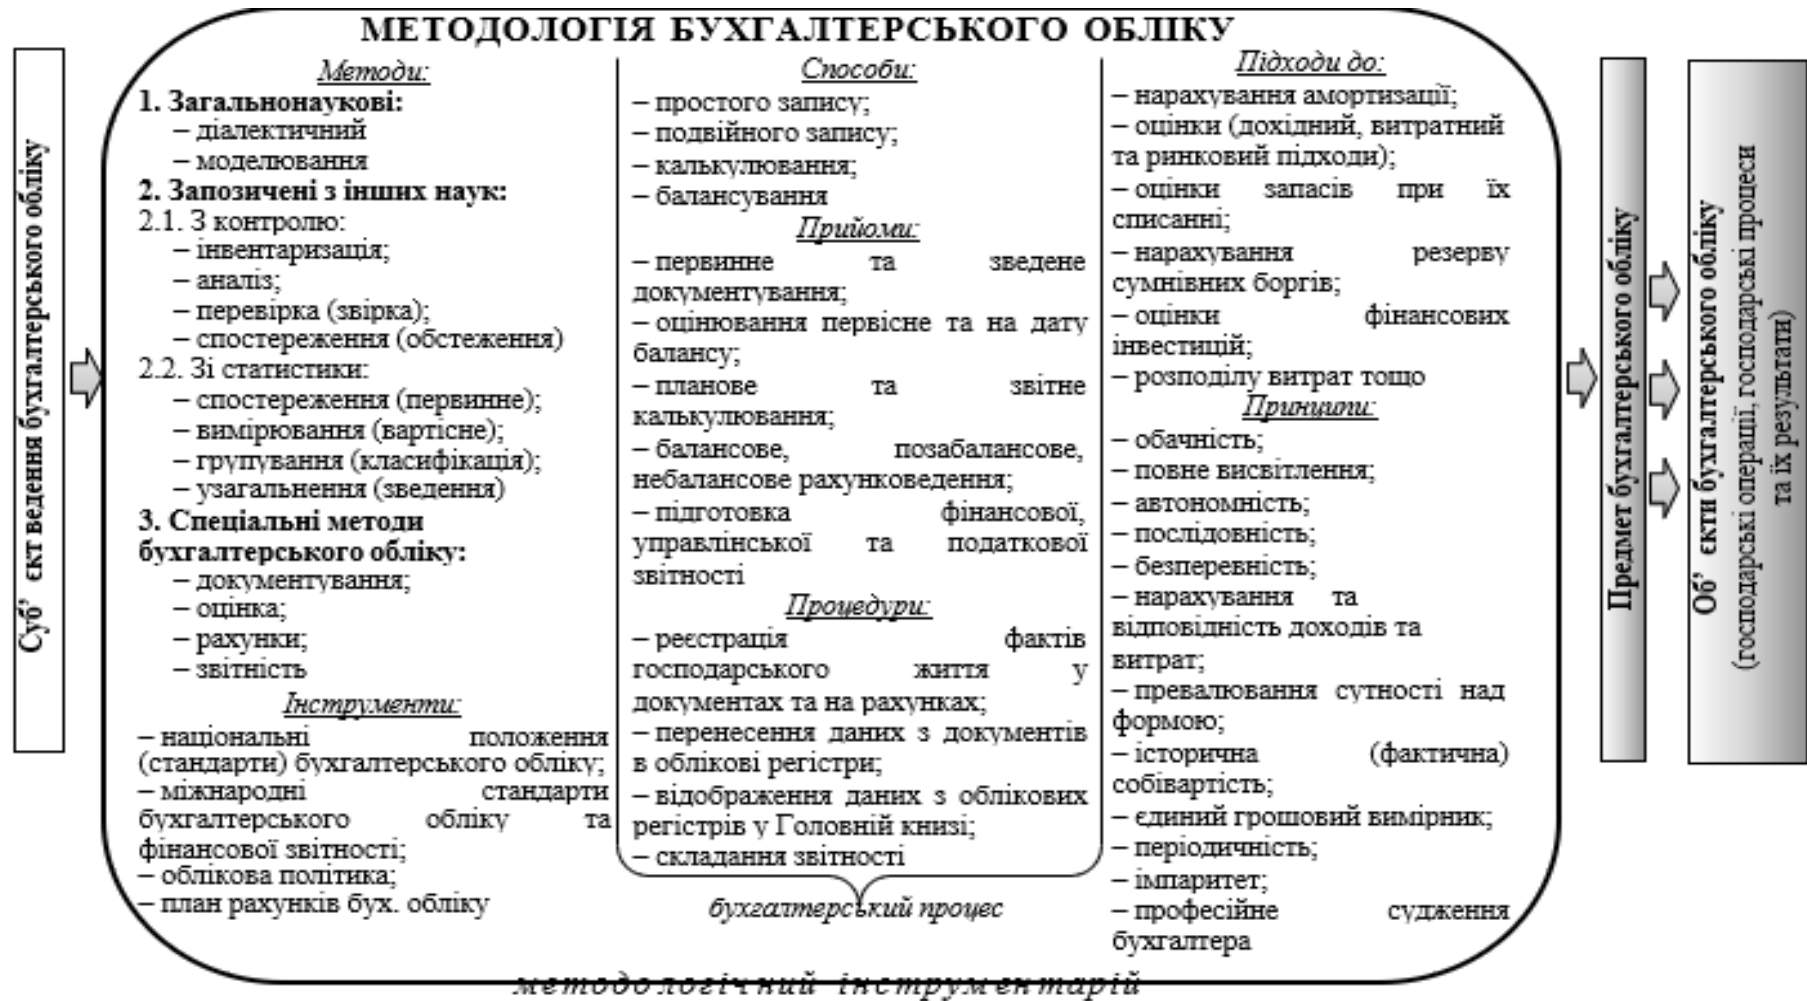 МЕТОДОЛОГІЯ БУХГАЛТЕРСЬКОГО ОБЛІКУ
Суб’єкт ведення бухгалтерського обліку
Методи:
1. Загальнонаукові:
– діалектичний
– моделювання
2. Запозичені з інших наук:
2.1. З контролю:
– інвентаризація;
– аналіз;
– перевірка (звірка);
– спостереження (обстеження)
2.2. Зі статистики:
– спостереження (первинне);
– вимірювання (вартісне);
– групування (класифікація);
– узагальнення (зведення)
3. Спеціальні методи
бухгалтерського обліку:
– документування;
– оцінка;
– рахунки;
– звітність
Інструменти:
– національні положення
(стандарти) бухгалтерського обліку;
– міжнародні стандарти
бухгалтерського обліку та
фінансової звітності;
– облікова політика;
– план рахунків бух. обліку
Способи:
– простого запису;
– подвійного запису;
– калькулювання;
– балансування
Прийоми:
– первинне та зведене
документування;
– оцінювання первісне та на дату
балансу;
– планове та звітне
калькулювання;
– балансове, позабалансове,
небалансове рахунковедення;
– підготовка фінансової,
управлінської та податкової
звітності
Процедури:
– реєстрація фактів
господарського життя у
документах та на рахунках;
– перенесення даних з документів
в облікові регістри;
– відображення даних з облікових
регістрів у Головній книзі;
– складання звітності
бухгалтерський процес
Підходи до:
– нарахування амортизації;
– оцінки (дохідний, витратний
та ринковий підходи);
– оцінки запасів при їх
списанні;
– нарахування резерву
сумнівних боргів;
– оцінки фінансових
інвестицій;
– розподілу витрат тощо
Принципи:
– обачність;
– повне висвітлення;
– автономність;
– послідовність;
– безперевність;
– нарахування та
відповідність доходів та
витрат;
– превалювання сутності над
формою;
– історична (фактична)
собівартість;
– єдиний грошовий вимірник;
– періодичність;
– імпаритет;
– професійне судження
бухгалтера
методологічний інструментарій
Предмет бухгалтерського обліку
Об’єкти бухгалтерського обліку
(господарські операції, господарські процеси
та їх результати)